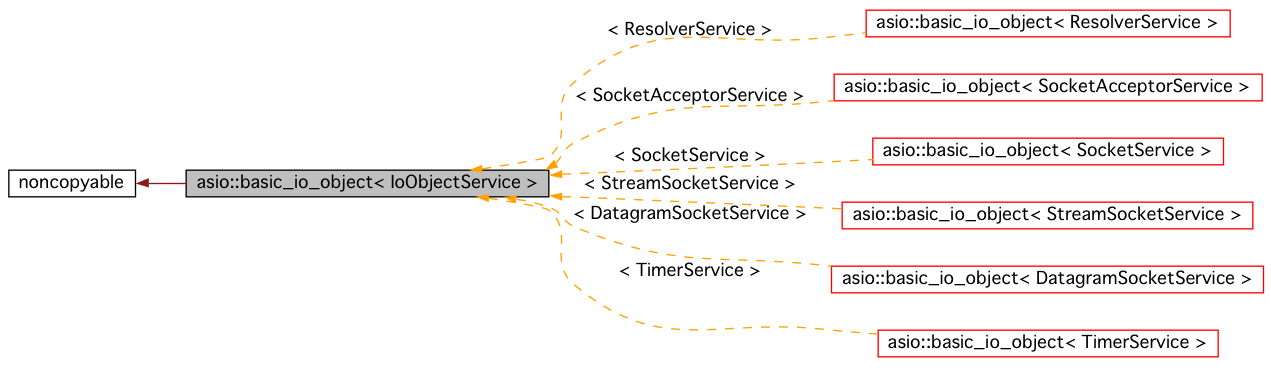 noncopyable
asio::basic_io_object< IoObjectService >
< ResolverService >
< SocketAcceptorService >
< SocketService >
< StreamSocketService >
< DatagramSocketService >
< TimerService >
asio::basic_io_object< ResolverService >
asio::basic_io_object< SocketAcceptorService >
asio::basic_io_object< SocketService >
asio::basic_io_object< StreamSocketService >
asio::basic_io_object< DatagramSocketService >
asio::basic_io_object< TimerService >